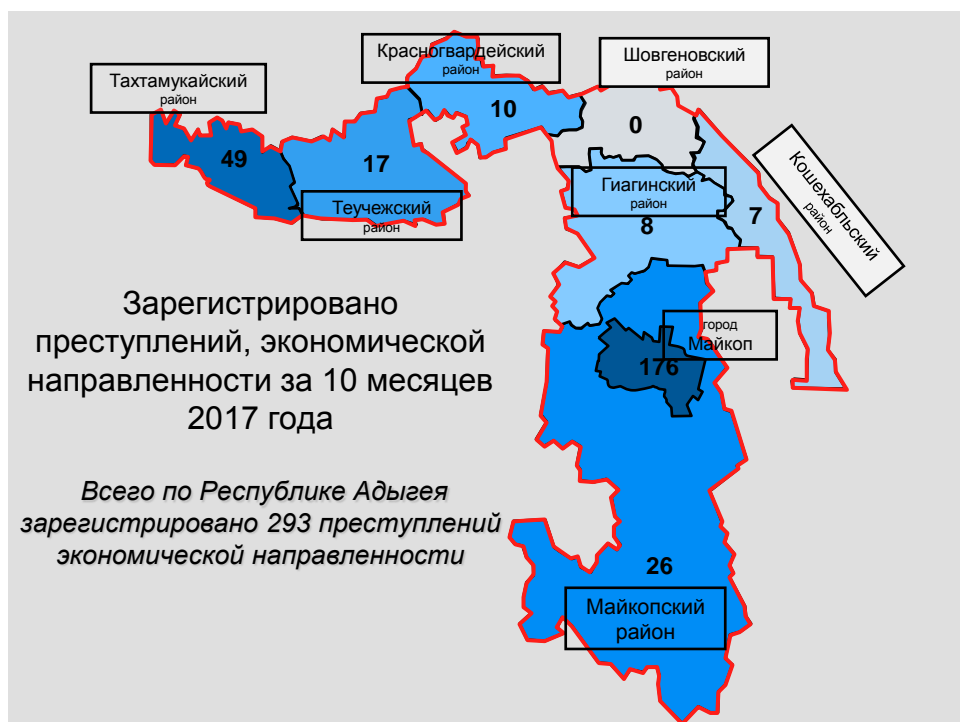 Красногвардейский
район
Шовгеновский
район
Тахтамукайский
район
10
0
49
17
Кошехабльский
район
Гиагинский
район
Теучежский
район
8
7
Зарегистрировано
преступлений, экономической
направленности за 10 месяцев
2017 года
город
Майкоп
176
Всего по Республике Адыгея
зарегистрировано 293 преступлений
экономической направленности
26
Майкопский
район